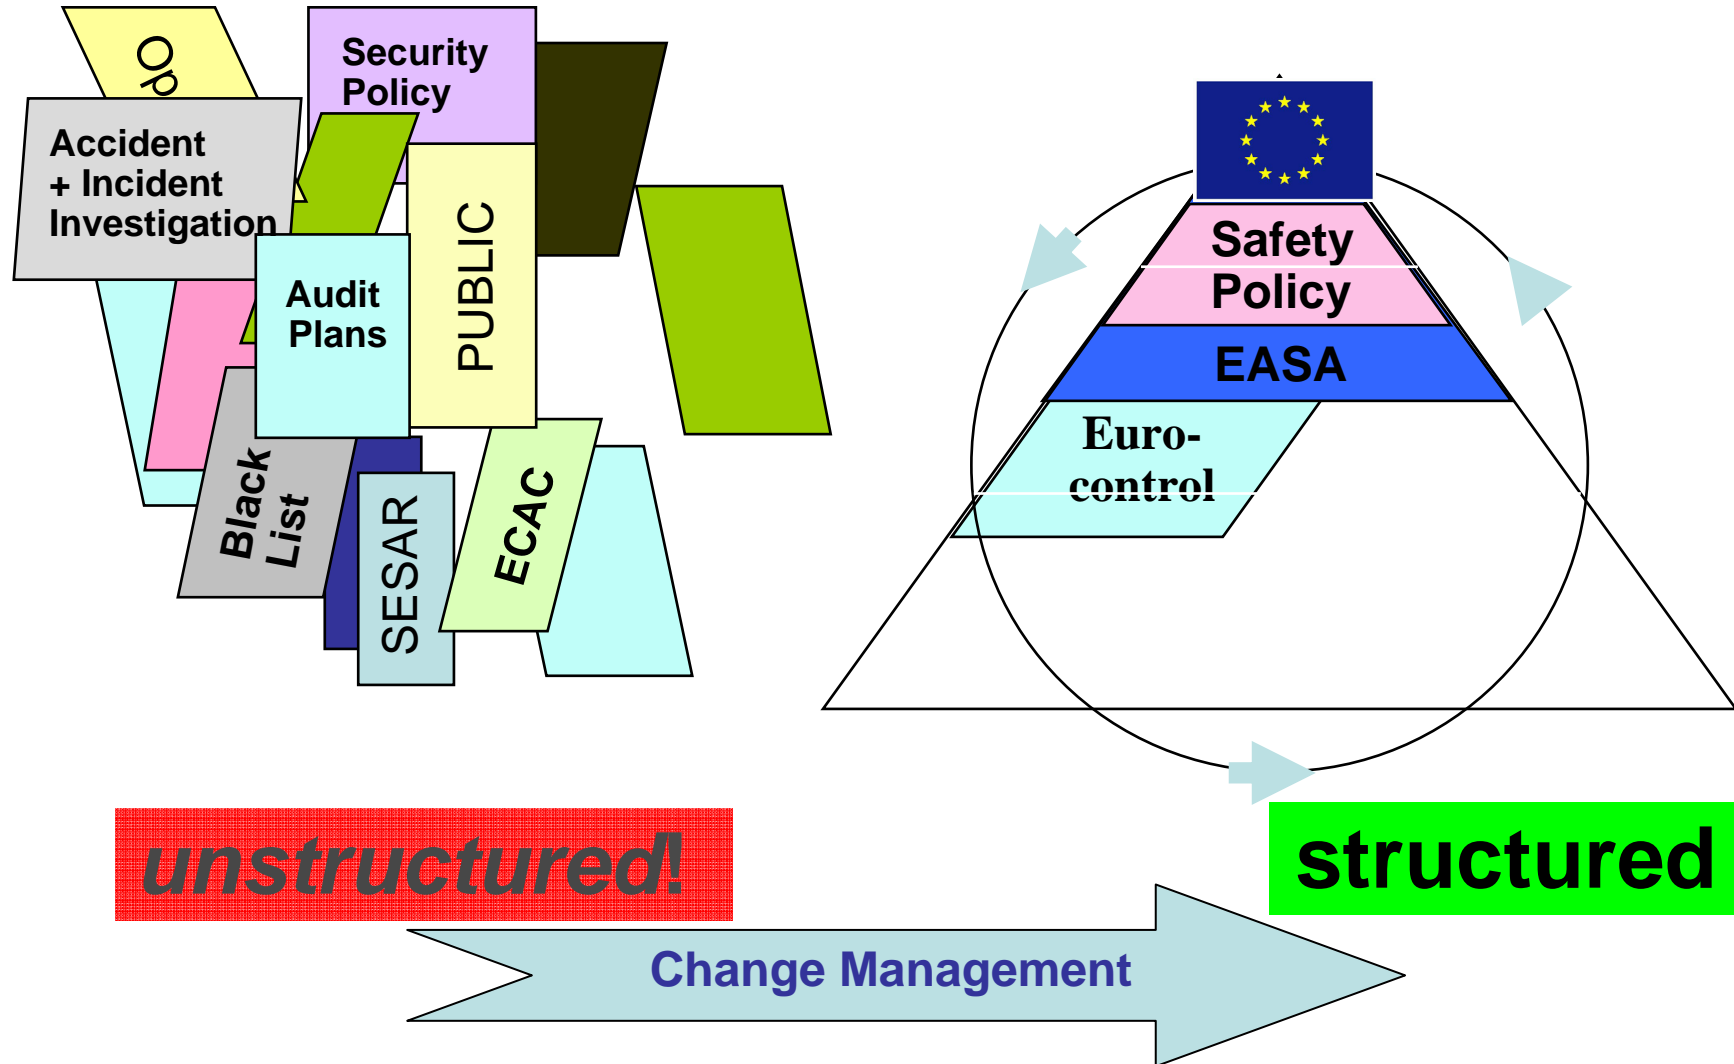 Op
Security
Policy
Accident
+ Incident
Investigation
PUBLIC
Audit
Plans
Black
List
SESAR
ECAC
Safety
Policy
EASA
Euro-
control
unstructured!
structured
Change Management